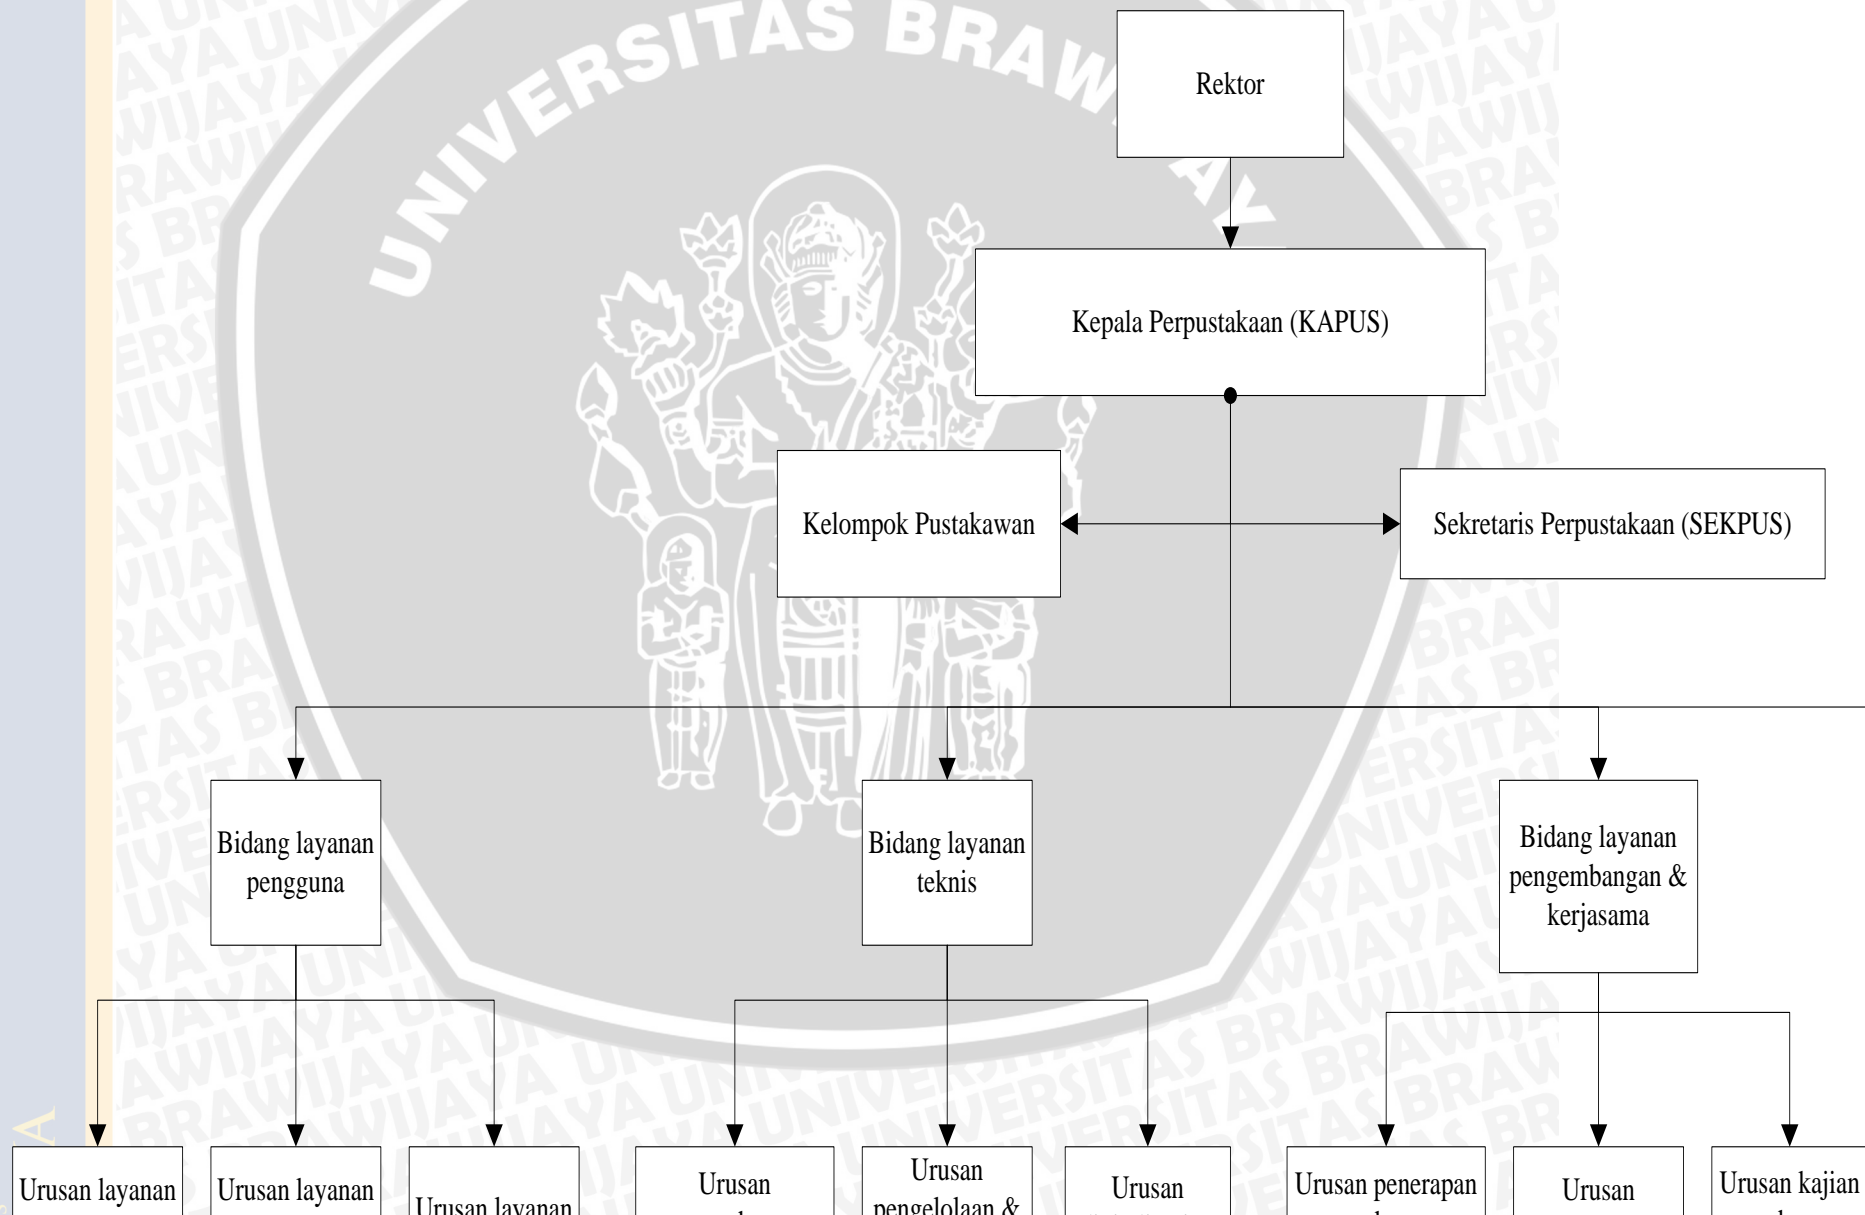 UNIVERSITAS BRAWIJAYA
Rektor
Kepala Perpustakaan (KAPUS)
Kelompok Pustakawan
Sekretaris Perpustakaan (SEKPUS)
Bidang layanan
pengguna
Bidang layanan
teknis
Bidang layanan
pengembangan &
kerjasama
Urusan layanan
Urusan layanan
Urusan layanan
Urusan
Urusan
pengelolaan &
Urusan
Urusan penerapan
Urusan
Urusan kajian